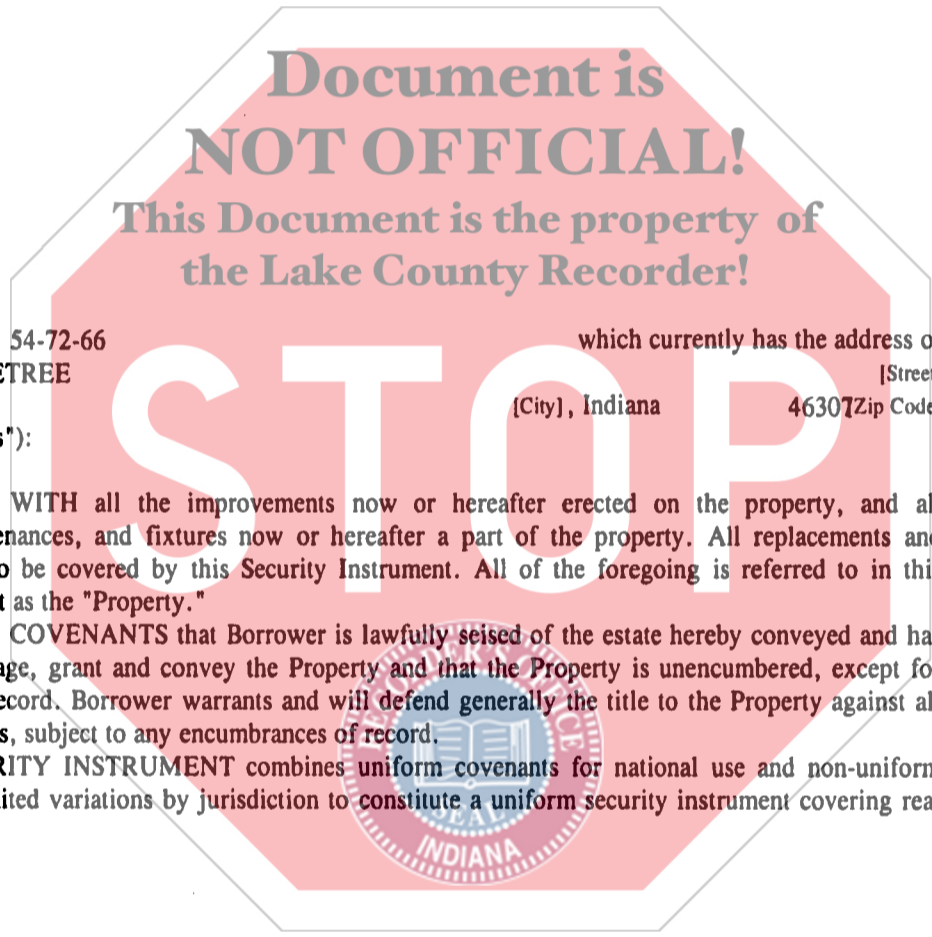 Document is
NOT OFFICIAL!
This Document is the property of
the Lake County Recorder!
54-72-66 which currently has the address o
ETREE [Street
[City], Indiana 46307Zip Code
s"):
STOP
WITH all the improvements now or hereafter erected on the property, and al
enances, and fixtures now or hereafter a part of the property. All replacements and
o be covered by this Security Instrument. All of the foregoing is referred to in thi
t as the "Property."
COVENANTS that Borrower is lawfully seised of the estate hereby conveyed and ha
age, grant and convey the Property and that the Property is unencumbered, except fo
ecord. Borrower warrants and will defend generally the title to the Property against al
s, subject to any encumbrances of record.
RITY INSTRUMENT combines uniform covenants for national use and non-uniform
ited variations by jurisdiction to constitute a uniform security instrument covering rea
RECORDER'S OFFICE
SEAL
INDIANA